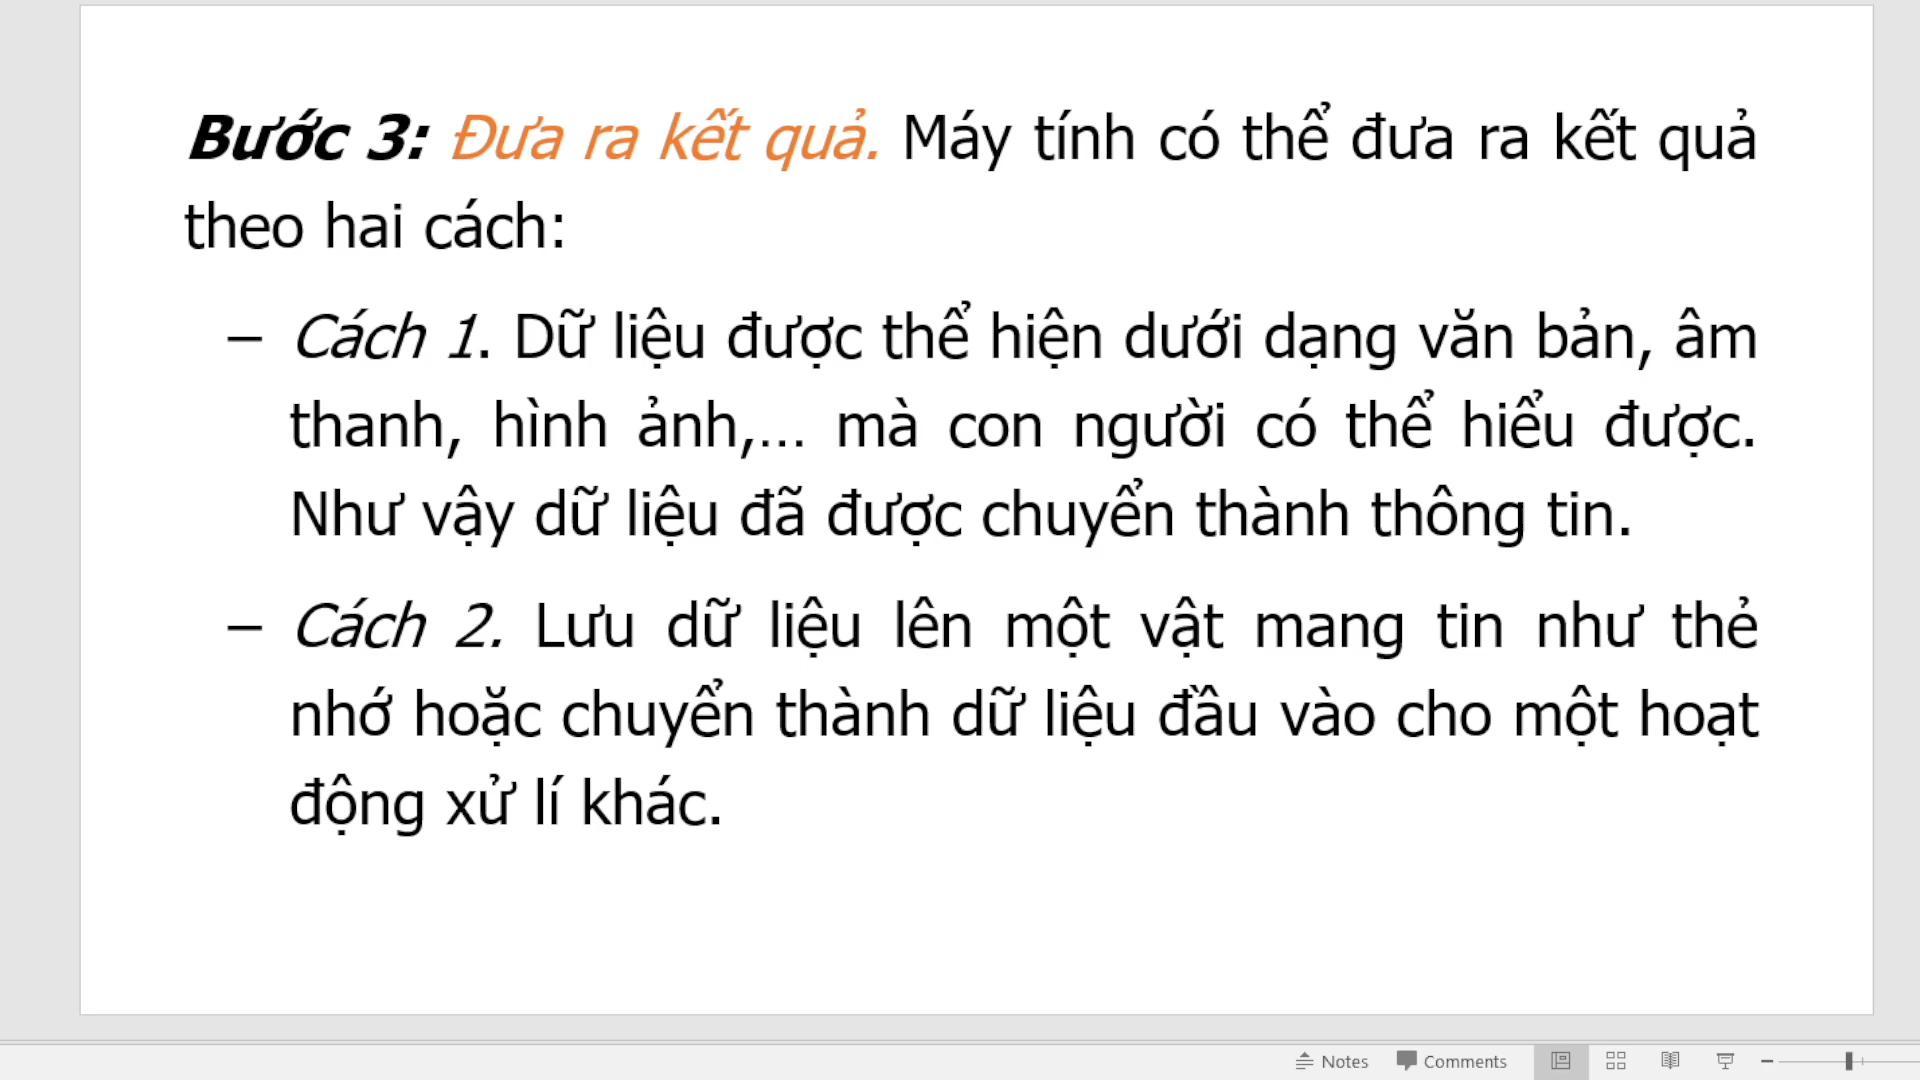 Bước 3: Đưa ra kết quả. Máy tính có thể đưa ra kết quả
theo hai cách:
– Cách 1. Dữ liệu được thể hiện dưới dạng văn bản, âm
thanh, hình ảnh,... mà con người có thể hiểu được.
Như vậy dữ liệu đã được chuyển thành thông tin.
– Cách 2. Lưu dữ liệu lên một vật mang tin như thẻ
nhớ hoặc chuyển thành dữ liệu đầu vào cho một hoạt
động xử lí khác.
Notes Comments